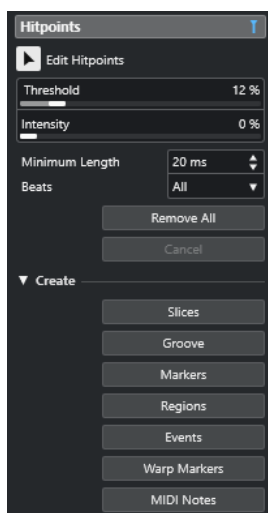 Hitpoints
Edit Hitpoints
Threshold 12 %
Intensity 0 %
Minimum Length 20 ms
Beats All
Remove All
Cancel
Create
Slices
Groove
Markers
Regions
Events
Warp Markers
MIDI Notes